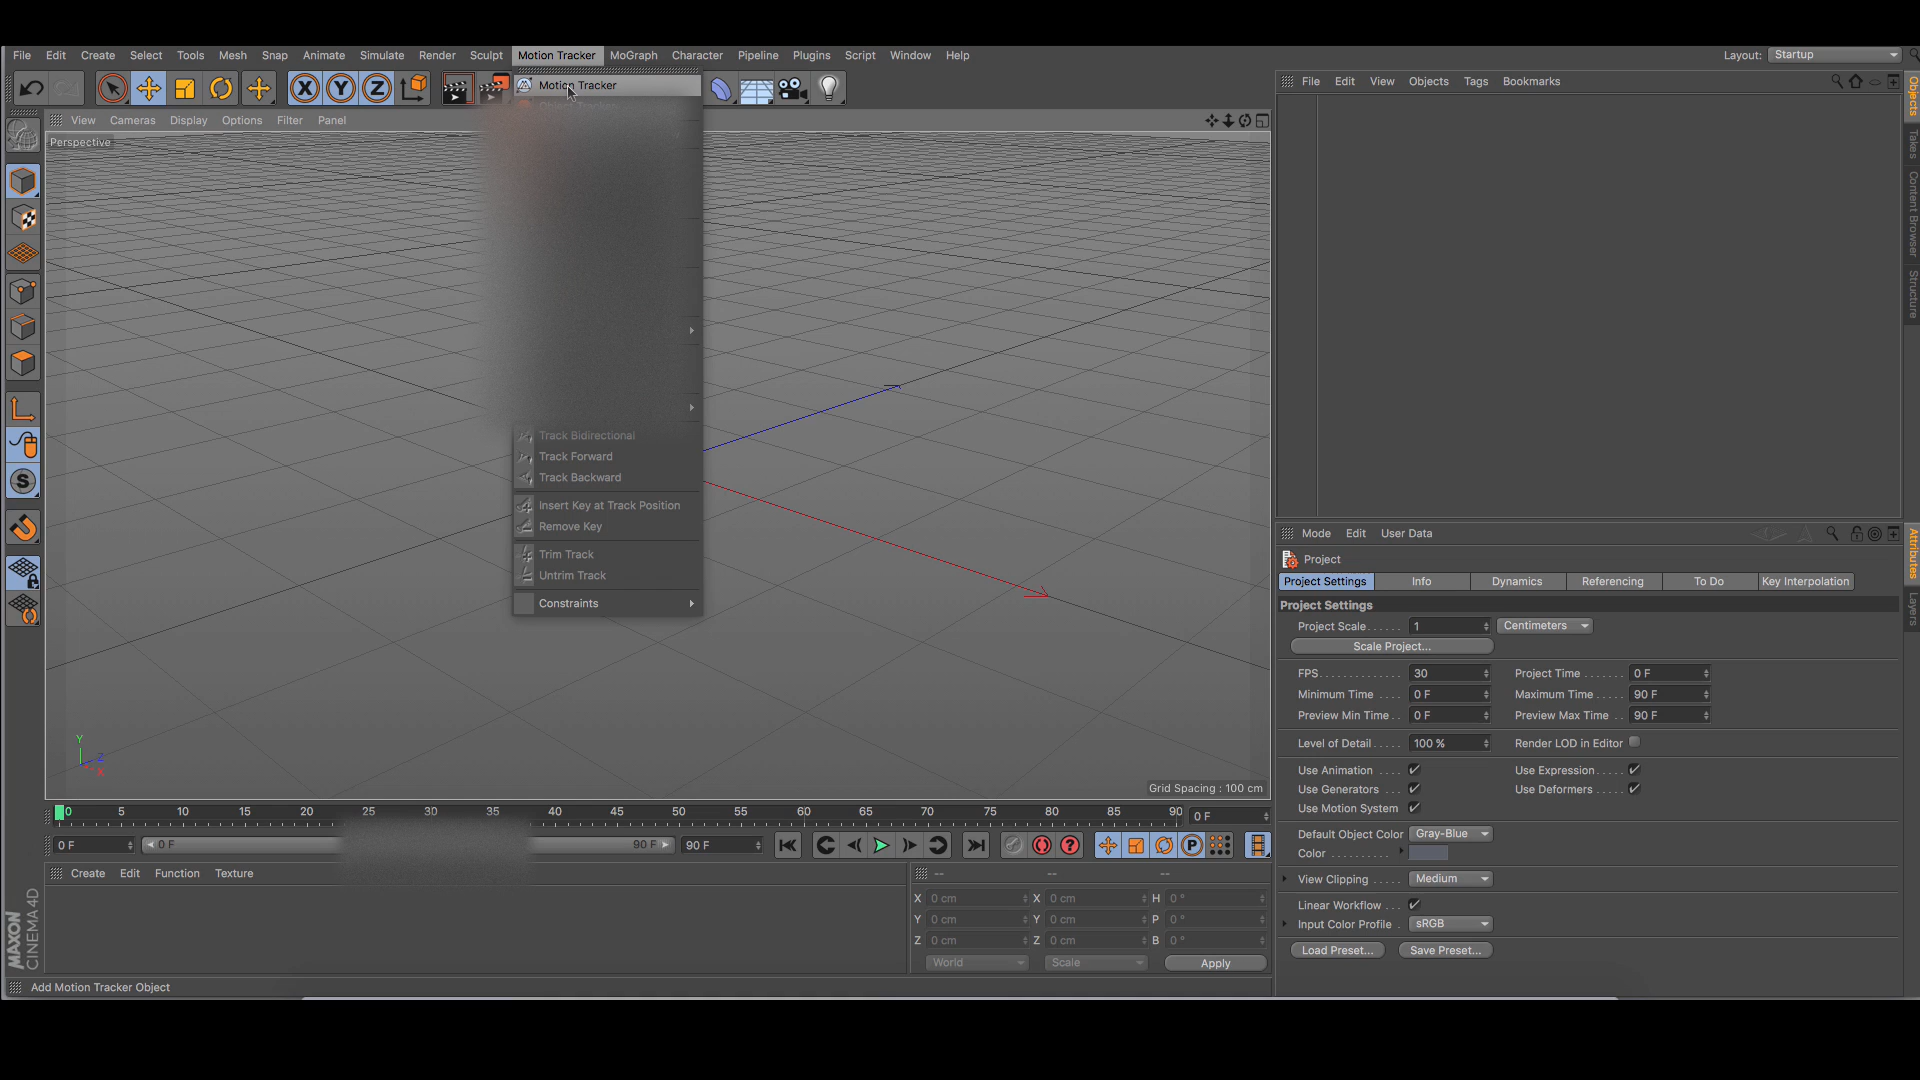 File Edit Create Select Tools Mesh Snap Animate Simulate Render Sculpt Motion Tracker MoGraph Character Pipeline Plugins Script Window Help Layout: Startup
Motion Tracker
File Edit View Objects Tags Bookmarks
View Cameras Display Options Filter Panel
Perspective
Objects
Takes
Content Browser
Structure
Track Bidirectional
Track Forward
Track Backward
Insert Key at Track Position
Remove Key
Trim Track
Untrim Track
Constraints
Y
Z
X
Grid Spacing : 100 cm
Mode Edit User Data
Project
Project Settings Info Dynamics Referencing To Do Key Interpolation
Project Settings
Project Scale 1 Centimeters
Scale Project...
FPS 30 Project Time 0 F
Minimum Time 0 F Maximum Time 90 F
Preview Min Time 0 F Preview Max Time 90 F
Level of Detail 100 % Render LOD in Editor
Use Animation Use Expression
Use Generators Use Deformers
Use Motion System
Default Object Color Gray-Blue
Color
View Clipping Medium
Linear Workflow
Input Color Profile sRGB
Load Preset... Save Preset...
Attributes
Layers
0 5 10 15 20 25 30 35 40 45 50 55 60 65 70 75 80 85 90 0 F
0 F 0 F 90 F 90 F
Create Edit Function Texture -- -- --
X 0 cm X 0 cm H 0 °
Y 0 cm Y 0 cm P 0 °
Z 0 cm Z 0 cm B 0 °
World Scale Apply
MAXON
CINEMA 4D
Add Motion Tracker Object